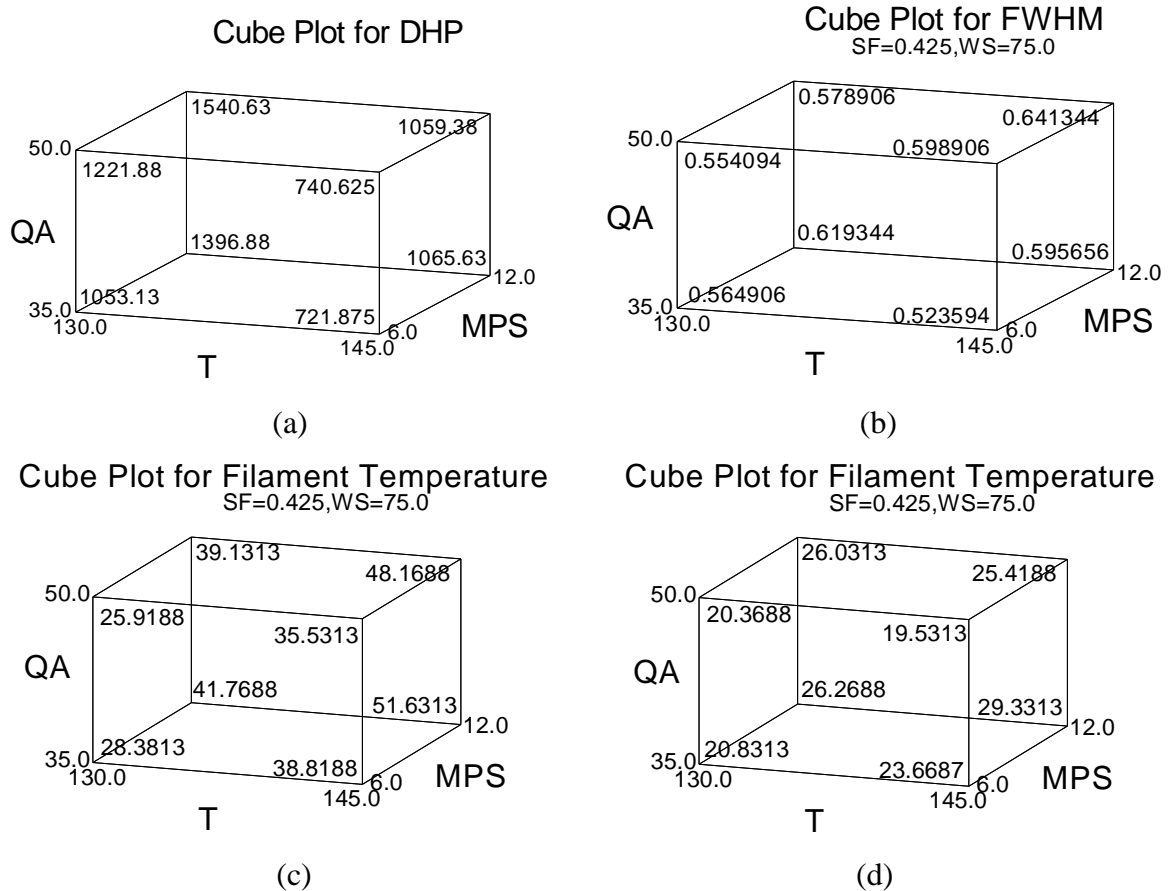 Cube Plot for DHP
1540.63
1059.38
50.0
1221.88
740.625
QA
1396.88
1065.63
12.0
35.0
1053.13
721.875
6.0
130.0
145.0
MPS
T
(a)
Cube Plot for FWHM
SF=0.425,WS=75.0
0.578906
0.641344
50.0
0.554094
0.598906
QA
0.619344
0.595656
12.0
35.0
0.564906
0.523594
6.0
130.0
145.0
MPS
T
(b)
Cube Plot for Filament Temperature
SF=0.425,WS=75.0
39.1313
48.1688
50.0
25.9188
35.5313
QA
41.7688
51.6313
12.0
35.0
28.3813
38.8188
6.0
130.0
145.0
MPS
T
(c)
Cube Plot for Filament Temperature
SF=0.425,WS=75.0
26.0313
25.4188
50.0
20.3688
19.5313
QA
26.2688
29.3313
12.0
35.0
20.8313
23.6687
6.0
130.0
145.0
MPS
T
(d)